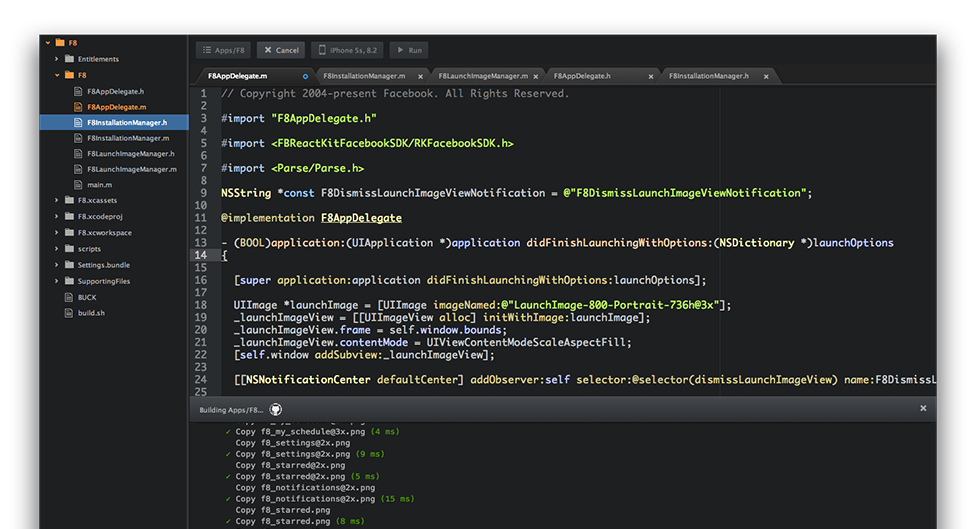 F8
Entitlements
F8
F8AppDelegate.h
F8AppDelegate.m
F8InstallationManager.h
F8InstallationManager.m
F8LaunchImageManager.h
F8LaunchImageManager.m
main.m
F8.xcassets
F8.xcodeproj
F8.xcworkspace
scripts
Settings.bundle
SupportingFiles
BUCK
build.sh
Apps/F8 Cancel iPhone 5s, 8.2 Run
F8AppDelegate.m F8InstallationManager.m F8LaunchImageManager.m F8AppDelegate.h F8InstallationManager.h
1 // Copyright 2004-present Facebook. All Rights Reserved.
2
3 #import "F8AppDelegate.h"
4
5 #import <FBReactKitFacebookSDK/RKFacebookSDK.h>
6
7 #import <Parse/Parse.h>
8
9 NSString *const F8DismissLaunchImageViewNotification = @"F8DismissLaunchImageViewNotification";
10
11 @implementation F8AppDelegate
12
13 - (BOOL)application:(UIApplication *)application didFinishLaunchingWithOptions:(NSDictionary *)launchOptions
14 {
15
16 [super application:application didFinishLaunchingWithOptions:launchOptions];
17
18 UIImage *launchImage = [UIImage imageNamed:@"LaunchImage-800-Portrait-736h@3x"];
19 _launchImageView = [[UIImageView alloc] initWithImage:launchImage];
20 _launchImageView.frame = self.window.bounds;
21 _launchImageView.contentMode = UIViewContentModeScaleAspectFill;
22 [self.window addSubview:_launchImageView];
23
24 [[NSNotificationCenter defaultCenter] addObserver:self selector:@selector(dismissLaunchImageView) name:F8DismissL
25
Building Apps/F8...
✓ Copy f8_my_schedule@3x.png (4 ms)
Copy f8_settings@2x.png
✓ Copy f8_settings@2x.png (9 ms)
Copy f8_starred@2x.png
✓ Copy f8_starred@2x.png (5 ms)
Copy f8_notifications@2x.png
✓ Copy f8_notifications@2x.png (15 ms)
Copy f8_starred.png
✓ Copy f8_starred.png (8 ms)